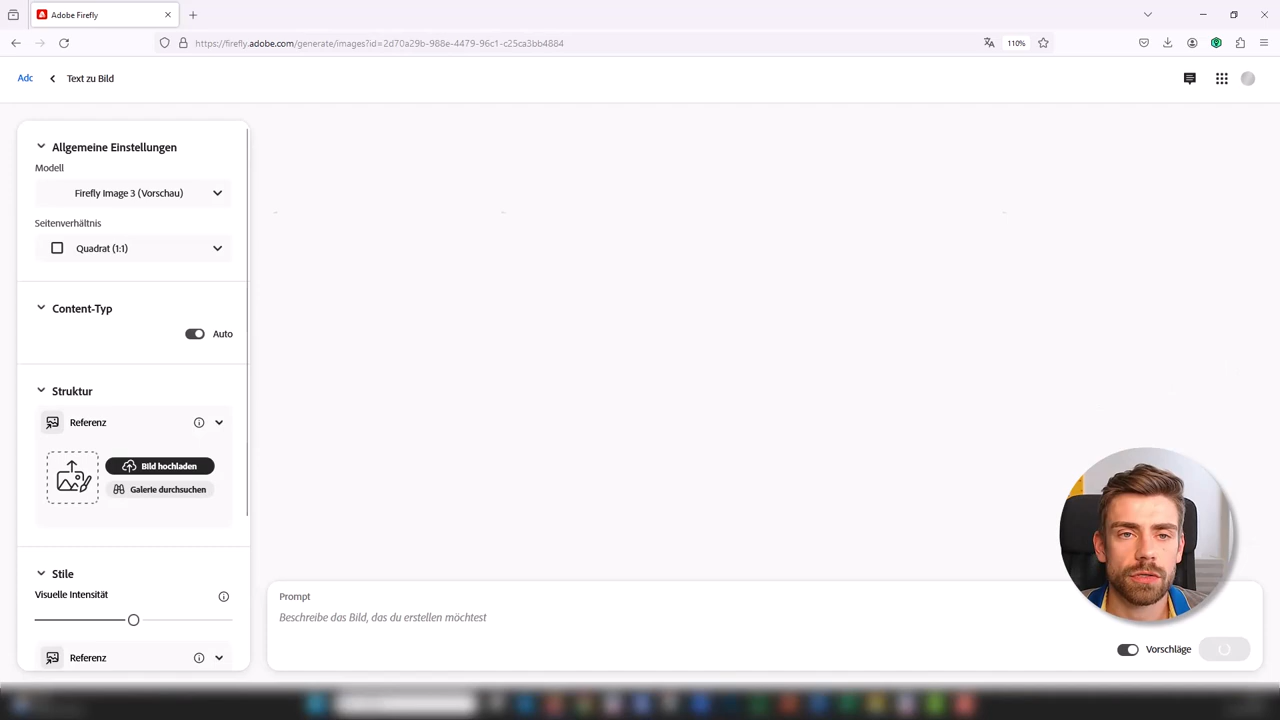 Adobe Firefly
https://firefly.adobe.com/generate/images?id=2d70a29b-988e-4479-96c1-c25ca3bb4884
110%
Adc
Text zu Bild
Allgemeine Einstellungen
Modell
Firefly Image 3 (Vorschau)
Seitenverhältnis
Quadrat (1:1)
Content-Typ
Auto
Struktur
Referenz
Bild hochladen
Galerie durchsuchen
Stile
Visuelle Intensität
Referenz
Prompt
Beschreibe das Bild, das du erstellen möchtest
Vorschläge